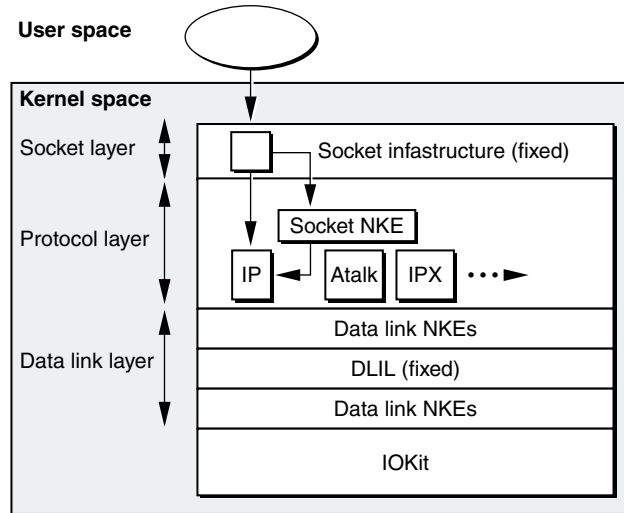 User space
Kernel space
Socket layer
Socket infastructure (fixed)
Protocol layer
Socket NKE
IP
Atalk
IPX
Data link layer
Data link NKEs
DLIL (fixed)
Data link NKEs
IOKit